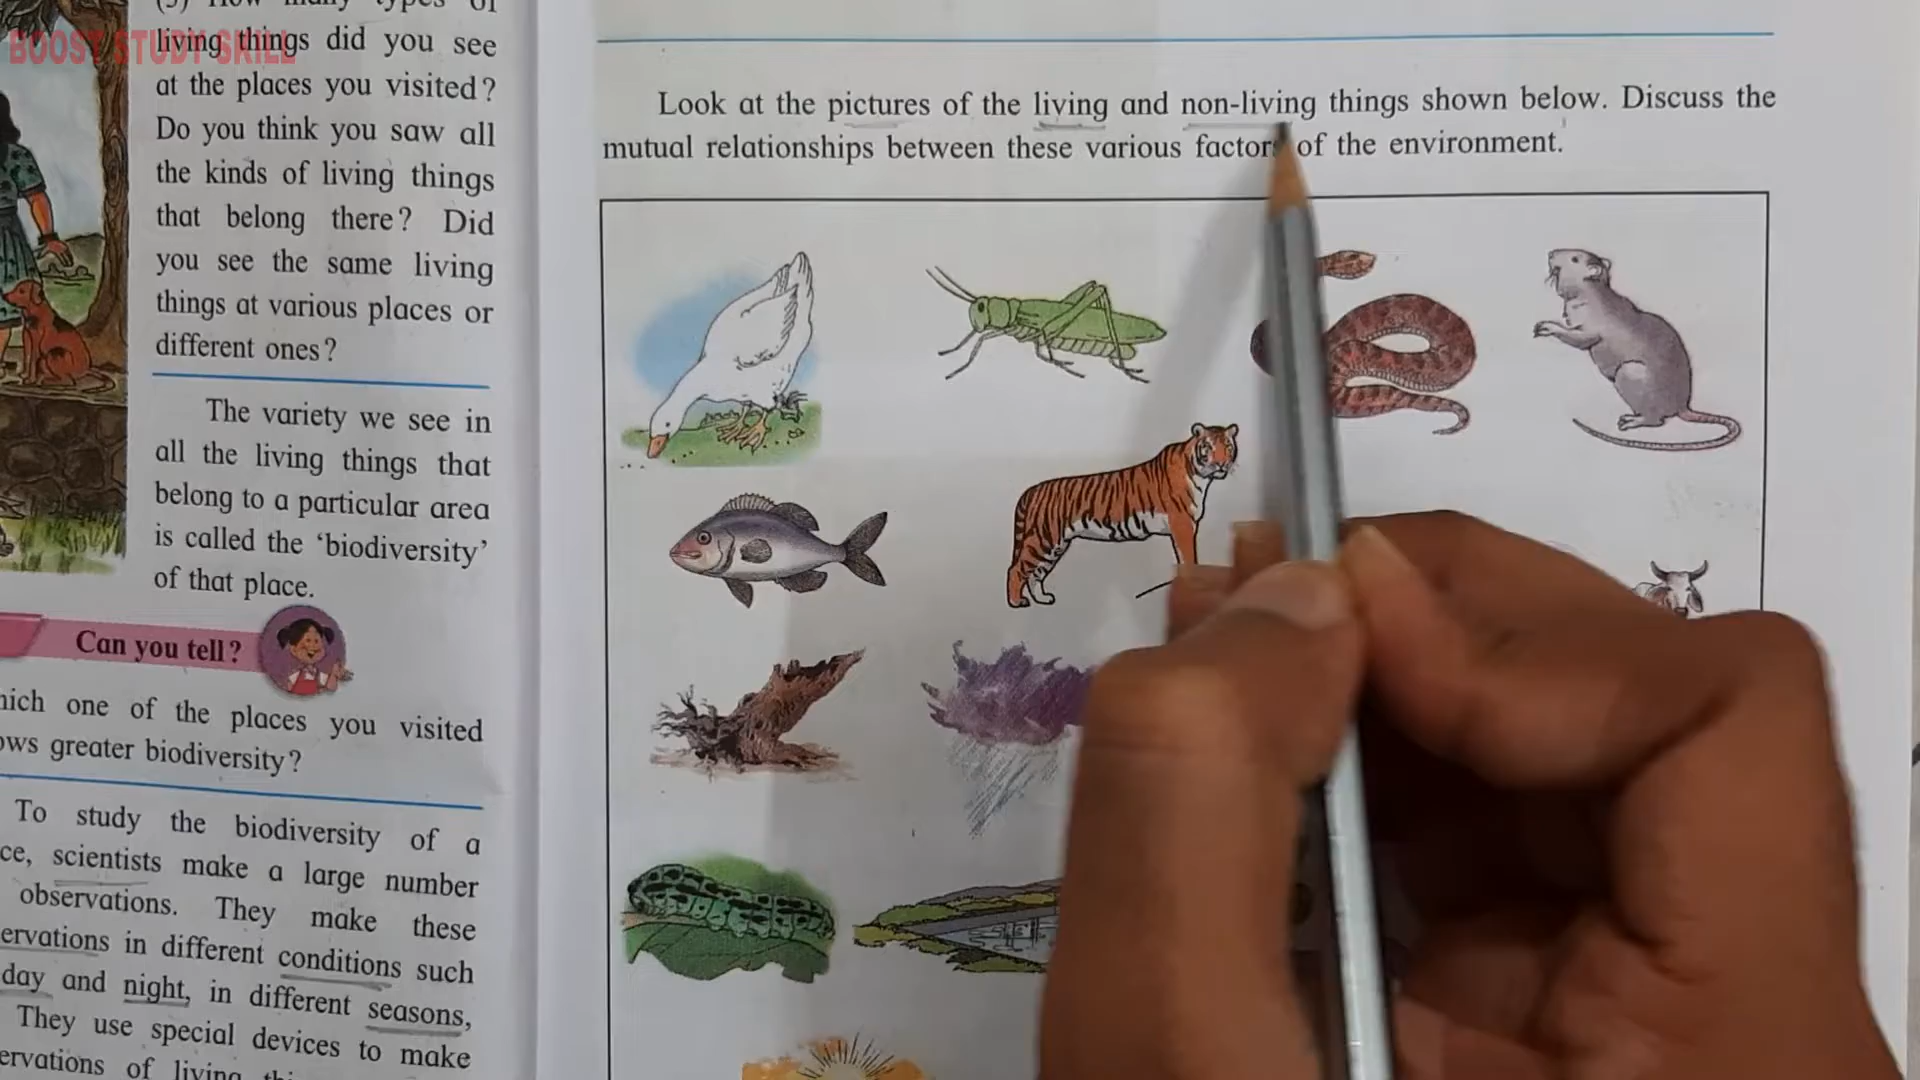 BOOST STUDY SKILL
living things did you see
at the places you visited?
Do you think you saw all
the kinds of living things
that belong there? Did
you see the same living
things at various places or
different ones?
The variety we see in
all the living things that
belong to a particular area
is called the ‘biodiversity’
of that place.
Can you tell?
one of the places you visited
greater biodiversity?
To study the biodiversity of a
scientists make a large number
observations. They make these
in different conditions such
day and night, in different seasons,
They use special devices to make
of living
Look at the pictures of the living and non-living things shown below. Discuss the
mutual relationships between these various factors of the environment.